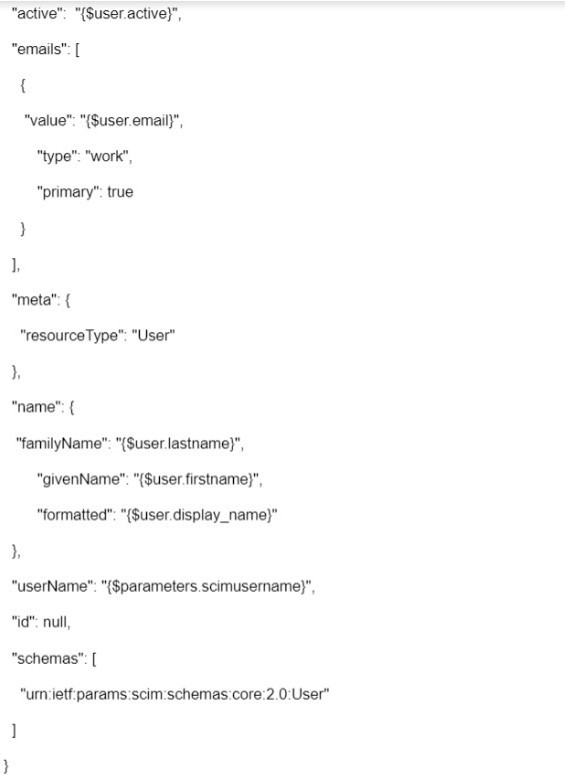 "active":  "{$user.active}",
"emails": [
{
"value": "{$user.email}",
"type": "work",
"primary": true
}
],
"meta": {
"resourceType": "User"
},
"name": {
"familyName": "{$user.lastname}",
"givenName": "{$user.firstname}",
"formatted": "{$user.display_name}"
},
"userName": "{$parameters.scimusername}",
"id": null,
"schemas": [
"urn:ietf:params:scim:schemas:core:2.0:User"
]
}